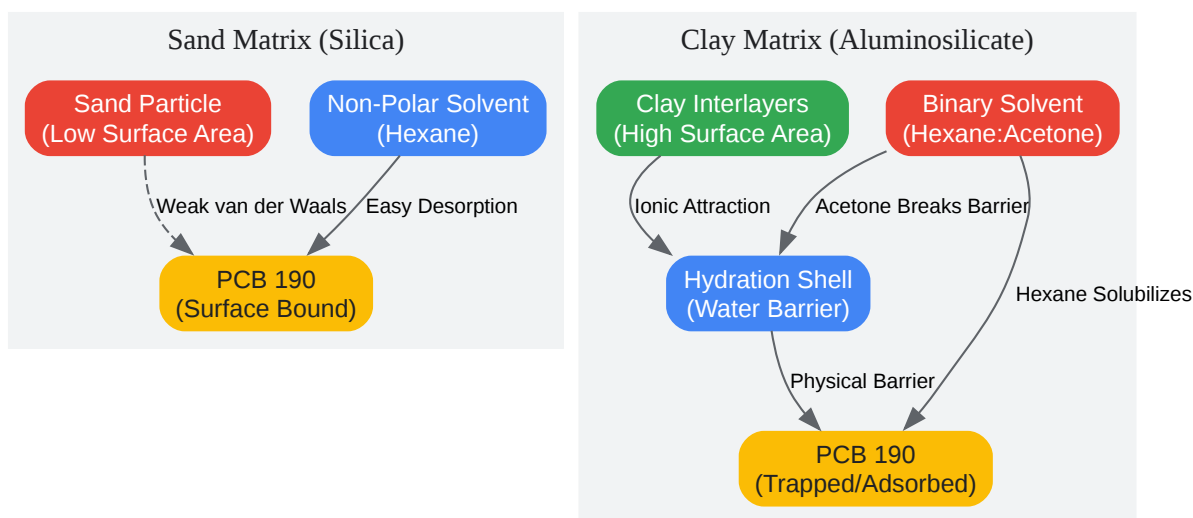 Sand Matrix (Silica)
Sand Particle
(Low Surface Area)
Non-Polar Solvent
(Hexane)
Weak van der Waals
Easy Desorption
PCB 190
(Surface Bound)
Clay Matrix (Aluminosilicate)
Clay Interlayers
(High Surface Area)
Binary Solvent
(Hexane:Acetone)
Ionic Attraction
Acetone Breaks Barrier
Hydration Shell
(Water Barrier)
Hexane Solubilizes
Physical Barrier
PCB 190
(Trapped/Adsorbed)